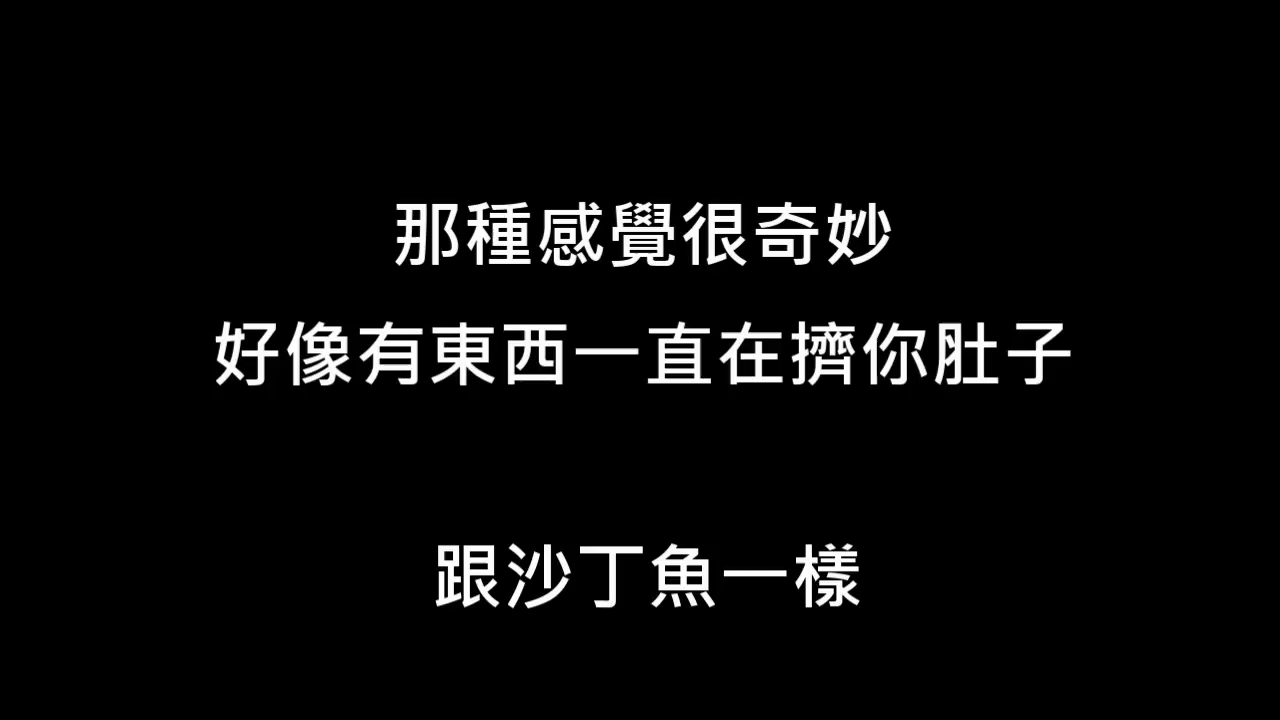 那種感覺很奇妙
好像有東西一直在擠你肚子
跟沙丁魚一樣